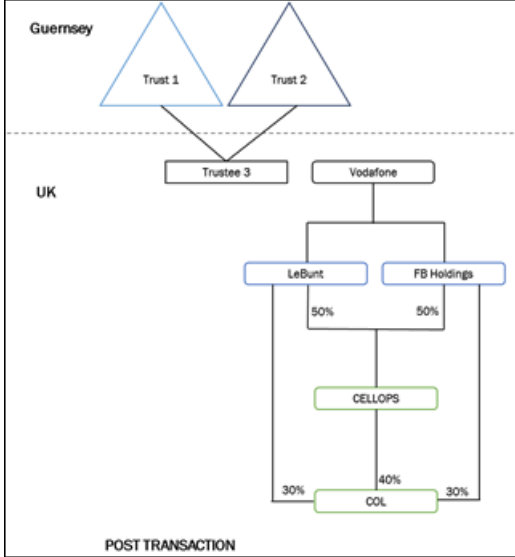 Guernsey
Trust 1
Trust 2
Trustee 3
Vodafone
UK
LeBunt
FB Holdings
50%
50%
CELLOPS
40%
30%
30%
COL
POST TRANSACTION